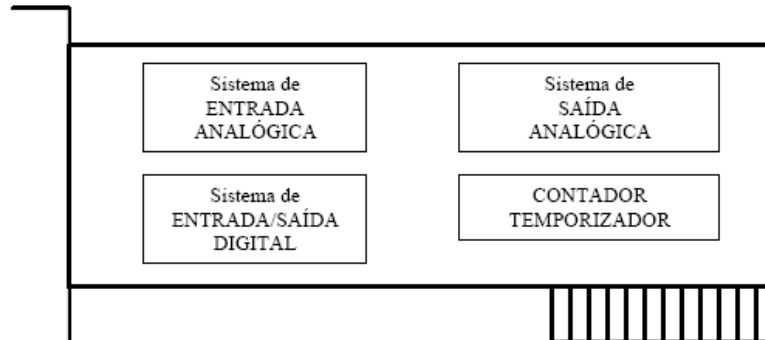 Sistema de
ENTRADA
ANALÓGICA
Sistema de
SAÍDA
ANALÓGICA
Sistema de
ENTRADA/SAÍDA
DIGITAL
CONTADOR
TEMPORIZADOR